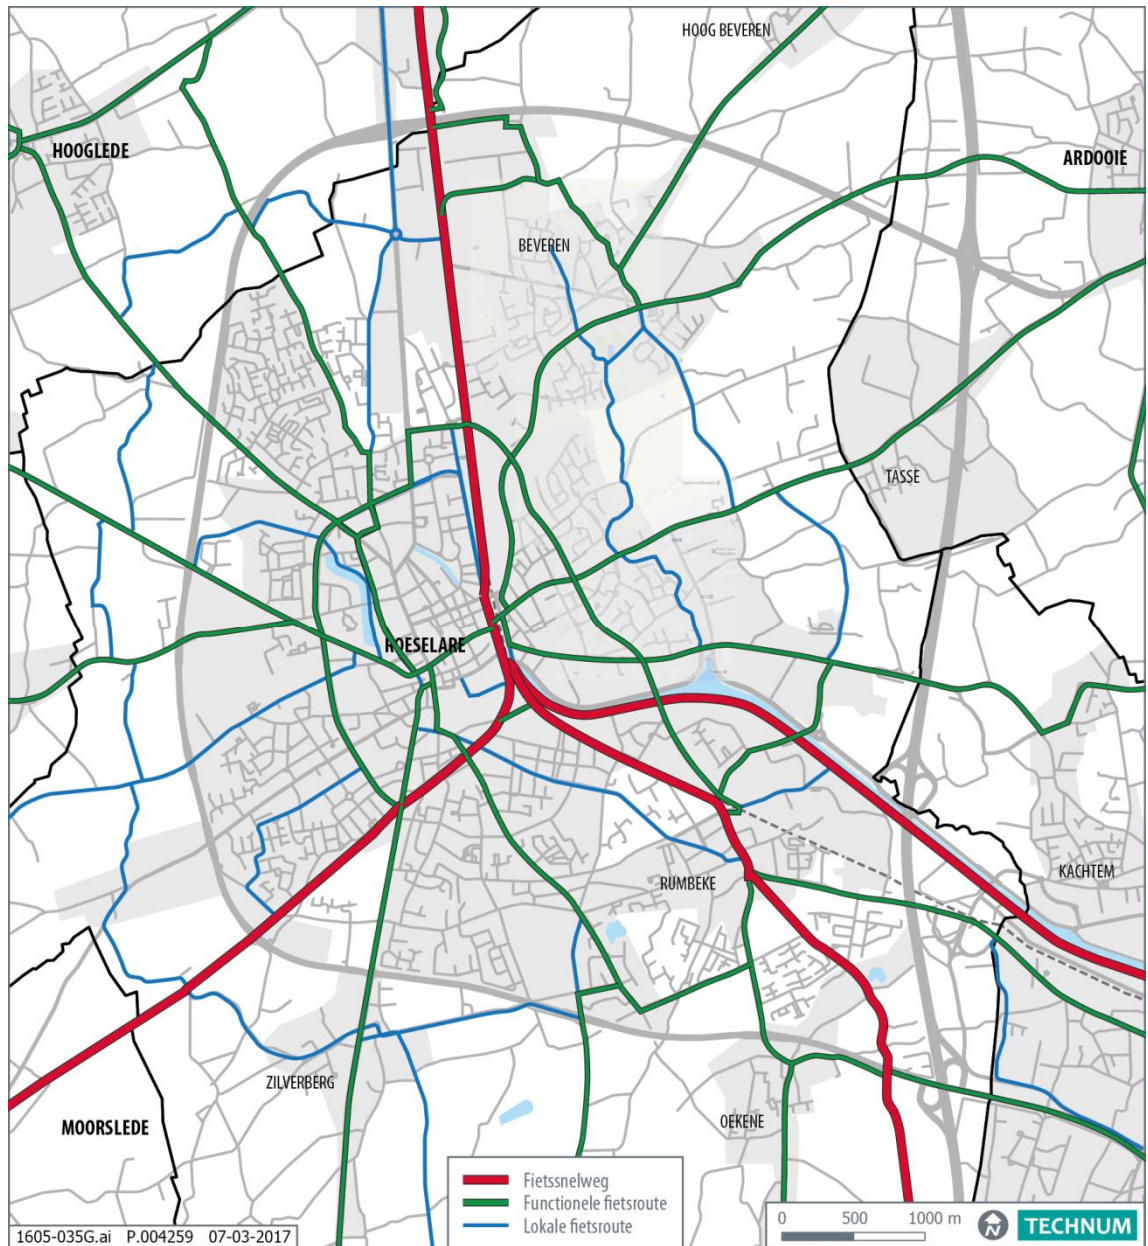 HOOG BEVEREN
HOOGLEDE
ARDOOIE
BEVEREN
TASSE
ROESELARE
RUMBEKE
KACHTEM
ZILVERBERG
MOORSLEDE
OEKENE
Fietssnelweg
Functionele fietsroute
Lokale fietsroute
0 500 1000 m
N
TECHNUM
1605-035G.ai P.004259 07-03-2017